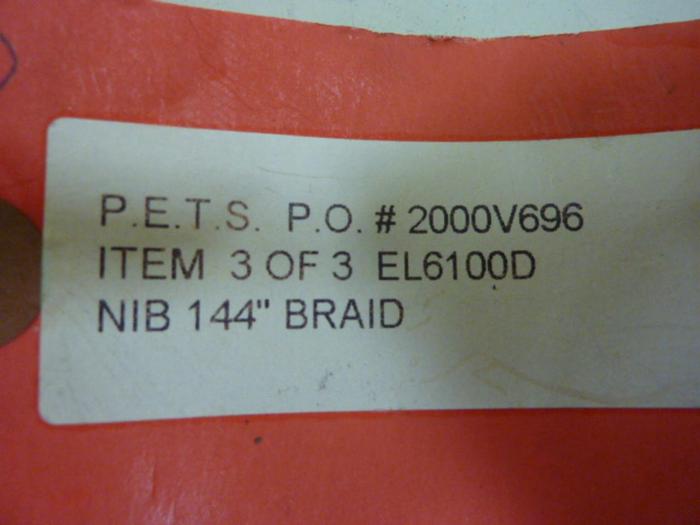 P.E.T.S. P.O. # 2000V696
ITEM 3 OF 3 EL6100D
NIB 144" BRAID